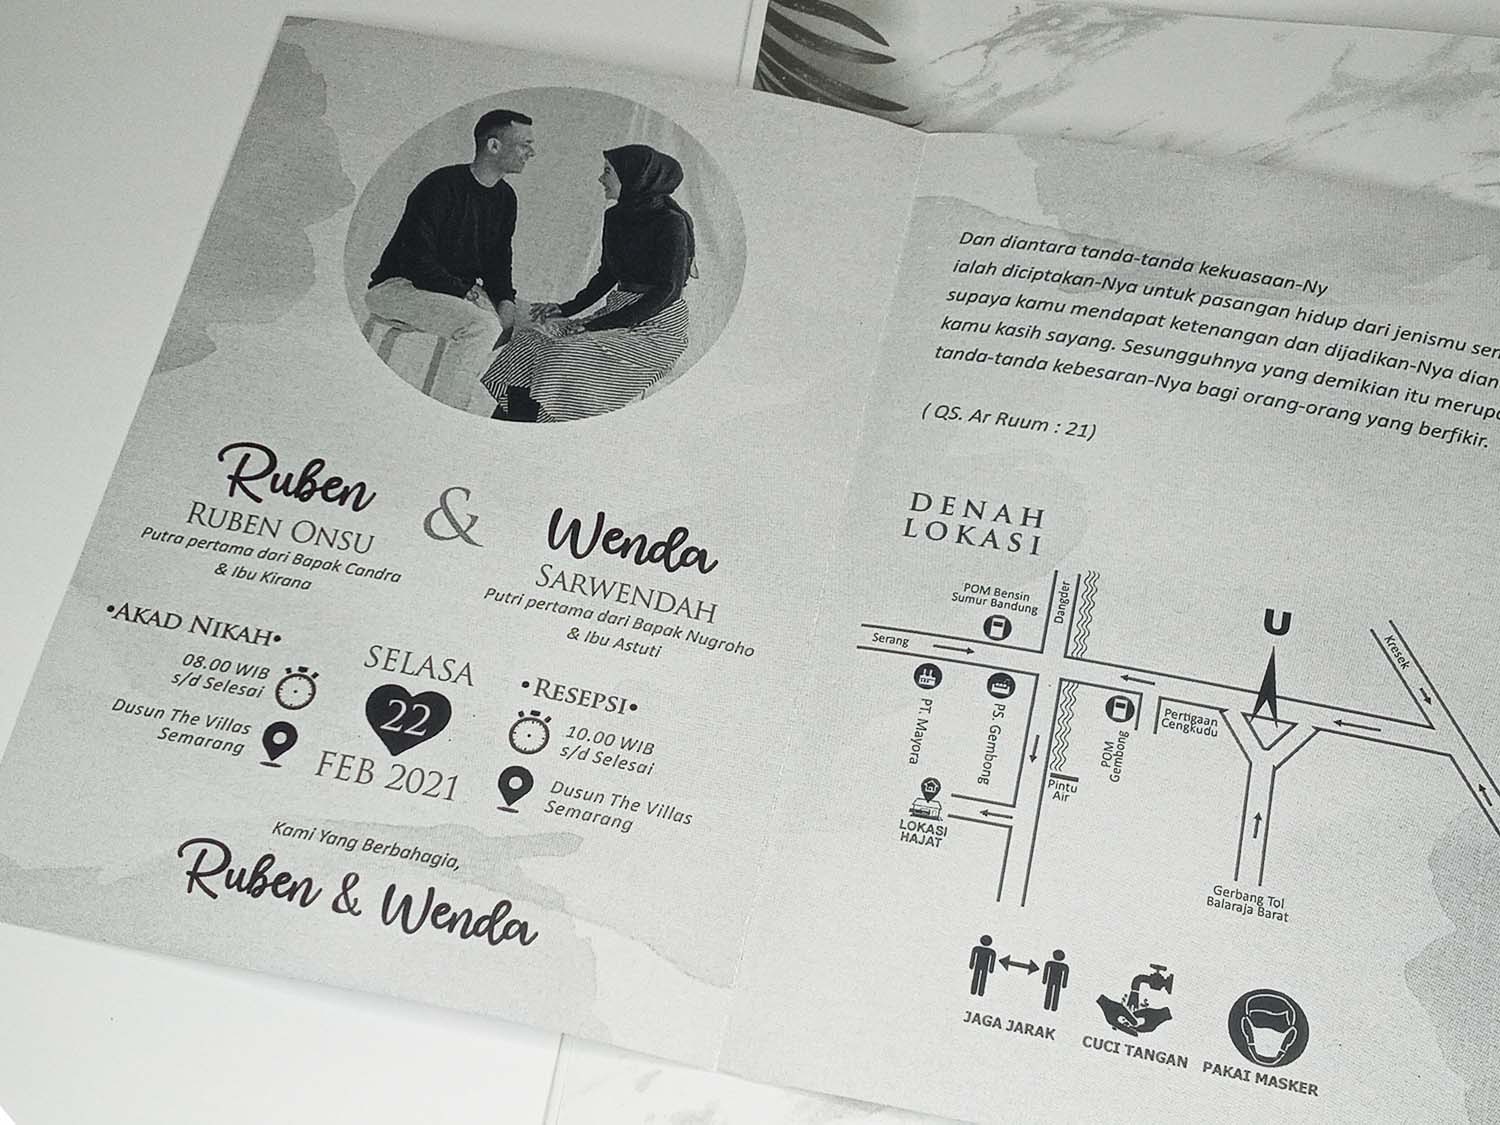 Ruben & Wenda
RUBEN ONSU
Putra pertama dari Bapak Candra
& Ibu Kirana
SARWENDAH
Putri pertama dari Bapak Nugroho
& Ibu Astuti
•AKAD NIKAH•
08.00 WIB
s/d Selesai
Dusun The Villas
Semarang
SELASA
22
FEB 2021
•RESEPSI•
10.00 WIB
s/d Selesai
Dusun The Villas
Semarang
Kami Yang Berbahagia,
Ruben & Wenda
Dan diantara tanda-tanda kekuasaan-Ny
ialah diciptakan-Nya untuk pasangan hidup dari jenismu
supaya kamu mendapat ketenangan dan dijadikan-Nya
kamu kasih sayang. Sesungguhnya yang demikian itu
tanda-tanda kebesaran-Nya bagi orang-orang yang berfikir.
( QS. Ar Ruum : 21)
DENAH
LOKASI
POM Bensin
Sumur Bandung
Dangder
Serang
U
Kresek
PT. Mayora
PS. Gembong
POM
Gembong
Pertigaan
Cengkudu
Pintu
Air
LOKASI
HAJAT
Gerbang Tol
Balaraja Barat
JAGA JARAK
CUCI TANGAN
PAKAI MASKER